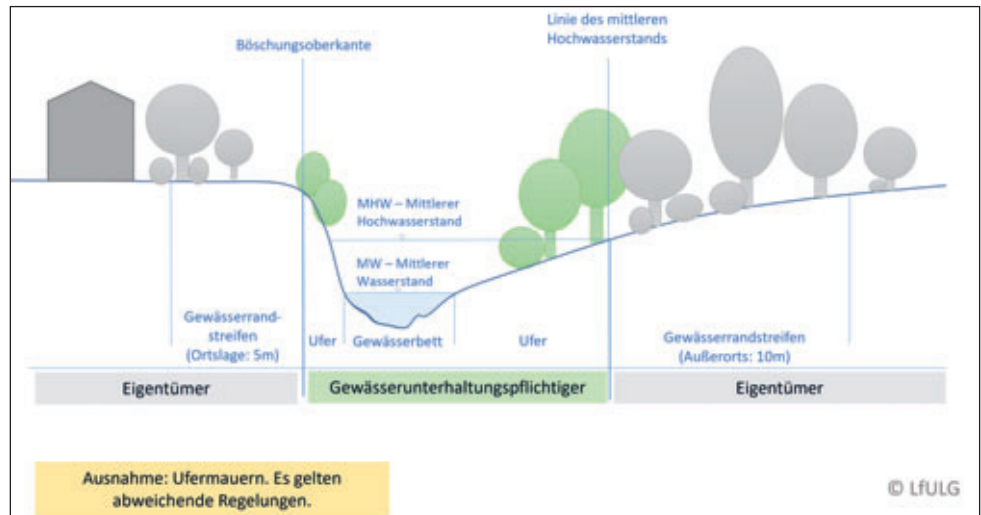 Linie des mittleren
Hochwasserstands
Böschungsoberkante
MHW – Mittlerer
Hochwasserstand
MW – Mittlerer
Wasserstand
Gewässerrand-
streifen
(Ortslage: 5m)
Ufer
Gewässerbett
Ufer
Gewässerrandstreifen
(Außerorts: 10m)
Eigentümer
Gewässerunterhaltungspflichtiger
Eigentümer
Ausnahme: Ufermauern. Es gelten
abweichende Regelungen.
© LfULG